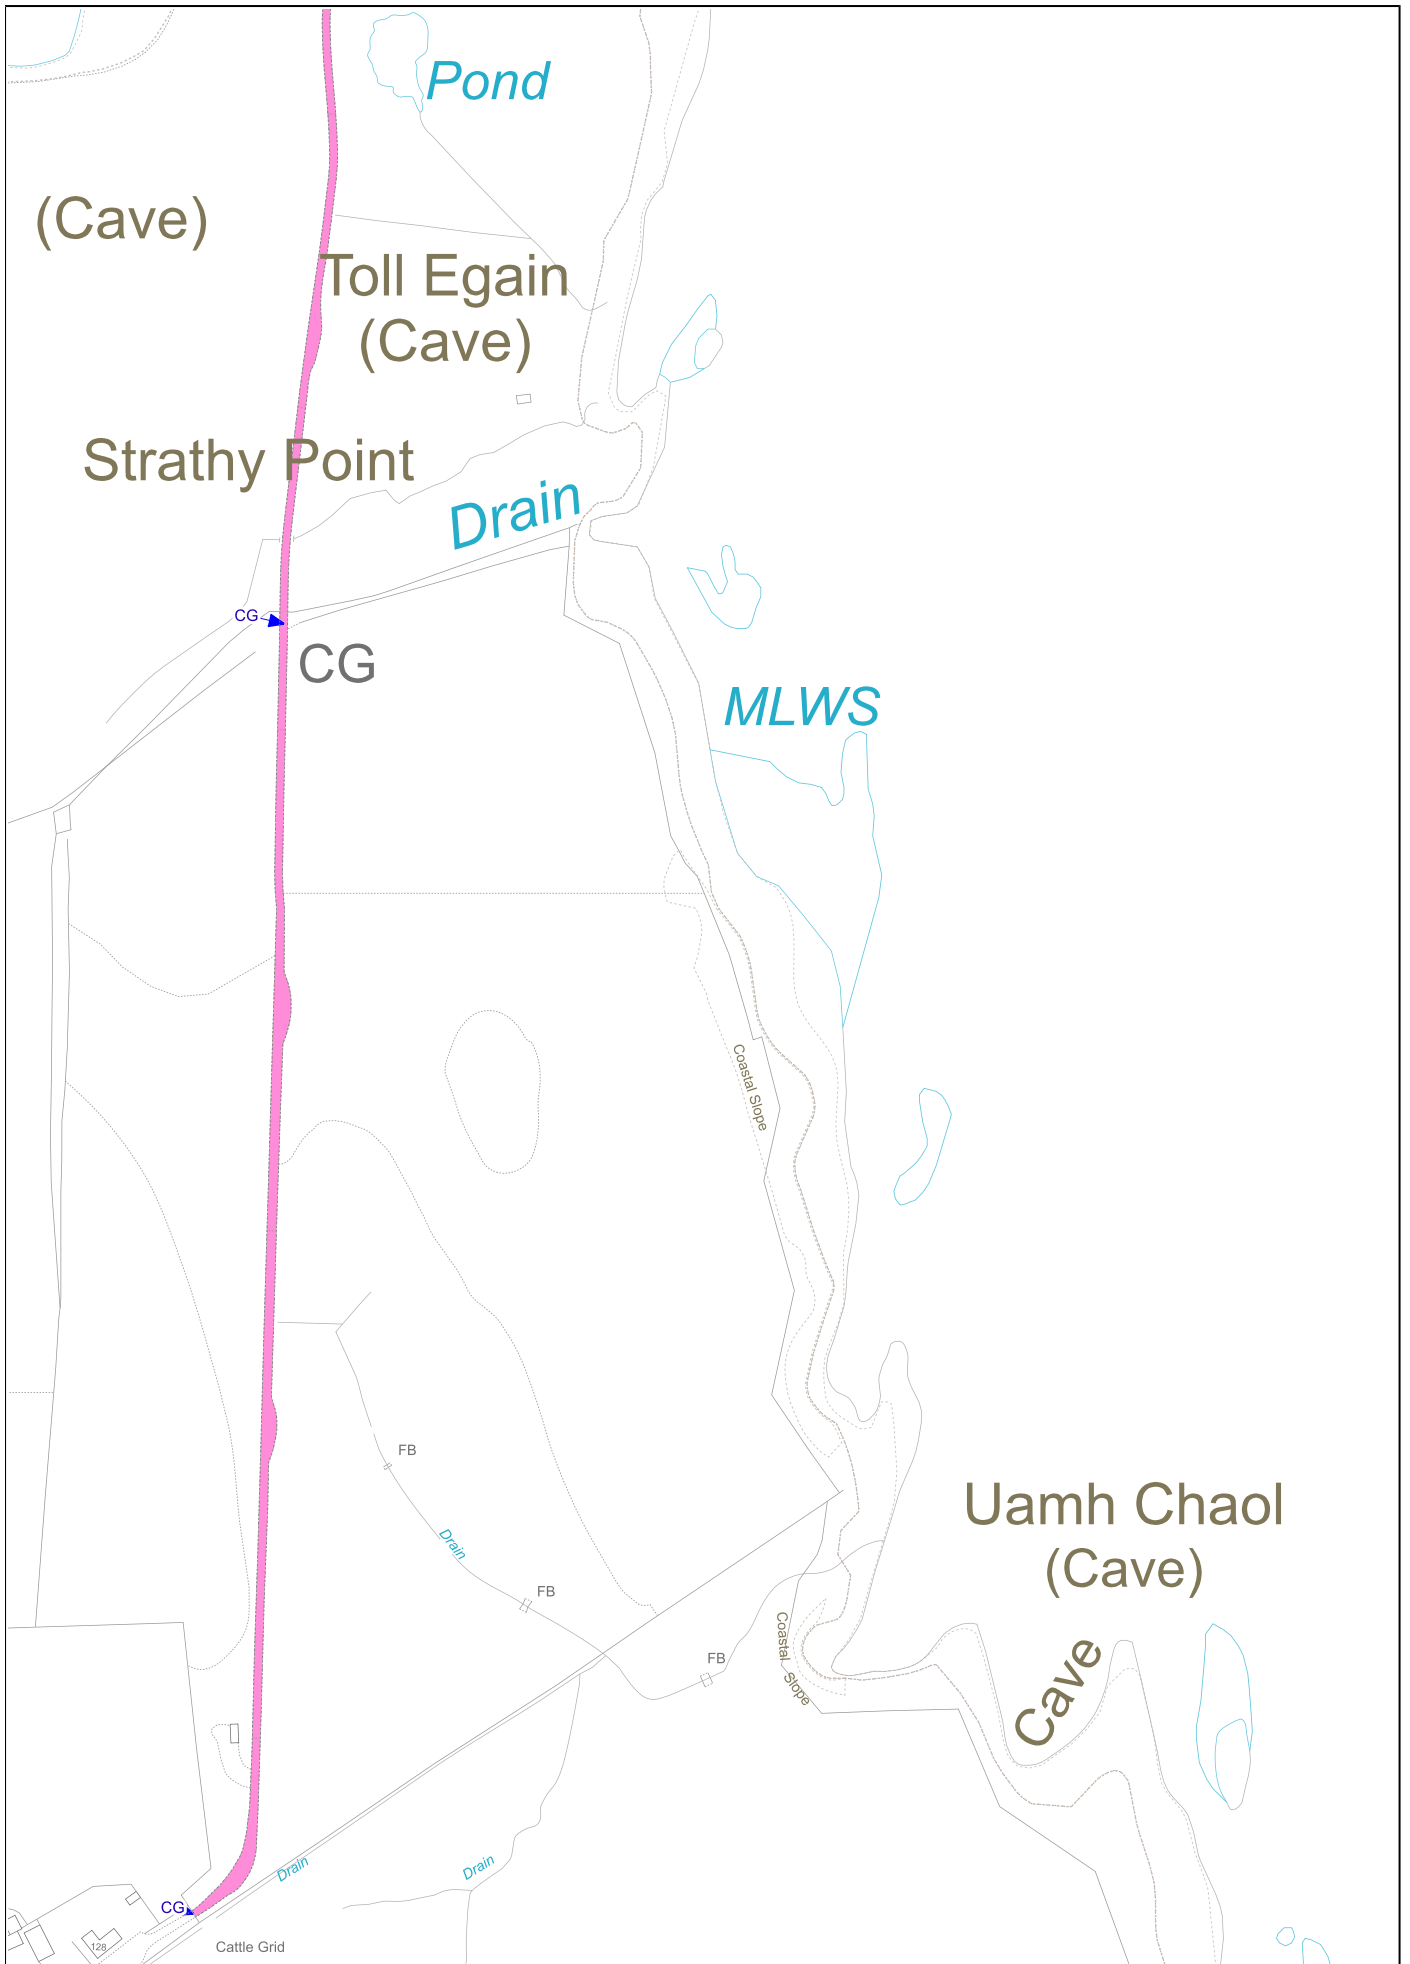 Pond
(Cave)
Toll Egain
(Cave)
Strathy Point
Drain
CG
CG
MLWS
Coastal Slope
FB
Drain
FB
Uamh Chaol
(Cave)
Coastal Slope
FB
Cave
Drain
Drain
CG
128
Cattle Grid